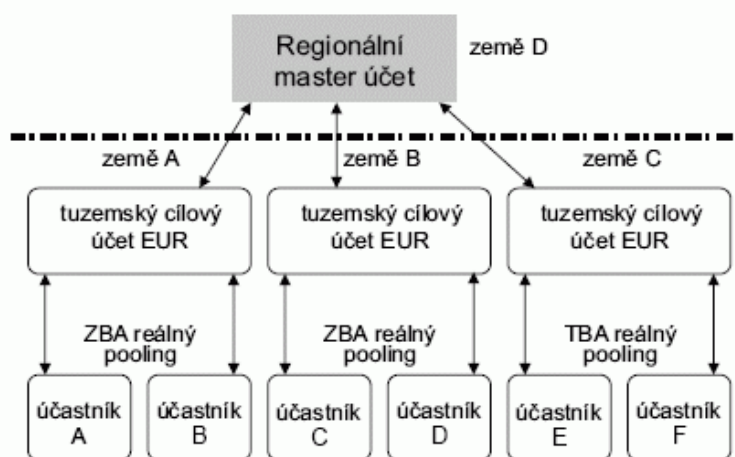 Regionální
master účet
země D
země A
země B
země C
tuzemský cílový
účet EUR
tuzemský cílový
účet EUR
tuzemský cílový
účet EUR
ZBA reálný
pooling
ZBA reálný
pooling
TBA reálný
pooling
účastník
A
účastník
B
účastník
C
účastník
D
účastník
E
účastník
F